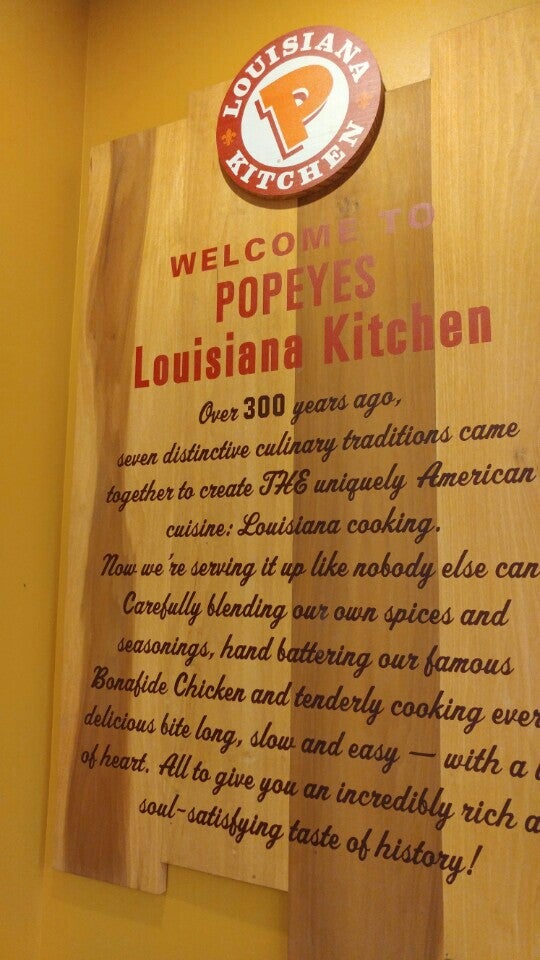 LOUISIANA
P
KITCHEN
WELCOME TO
POPEYES
Louisiana Kitchen
Over 300 years ago,
seven distinctive culinary traditions came
together to create THE uniquely American
cuisine: Louisiana cooking.
Now we're serving it up like nobody else can
Carefully blending our own spices and
seasonings, hand battering our famous
Bonafide Chicken and tenderly cooking ever
delicious bite long, slow and easy — with a l
of heart. All to give you an incredibly rich a
soul-satisfying taste of history!